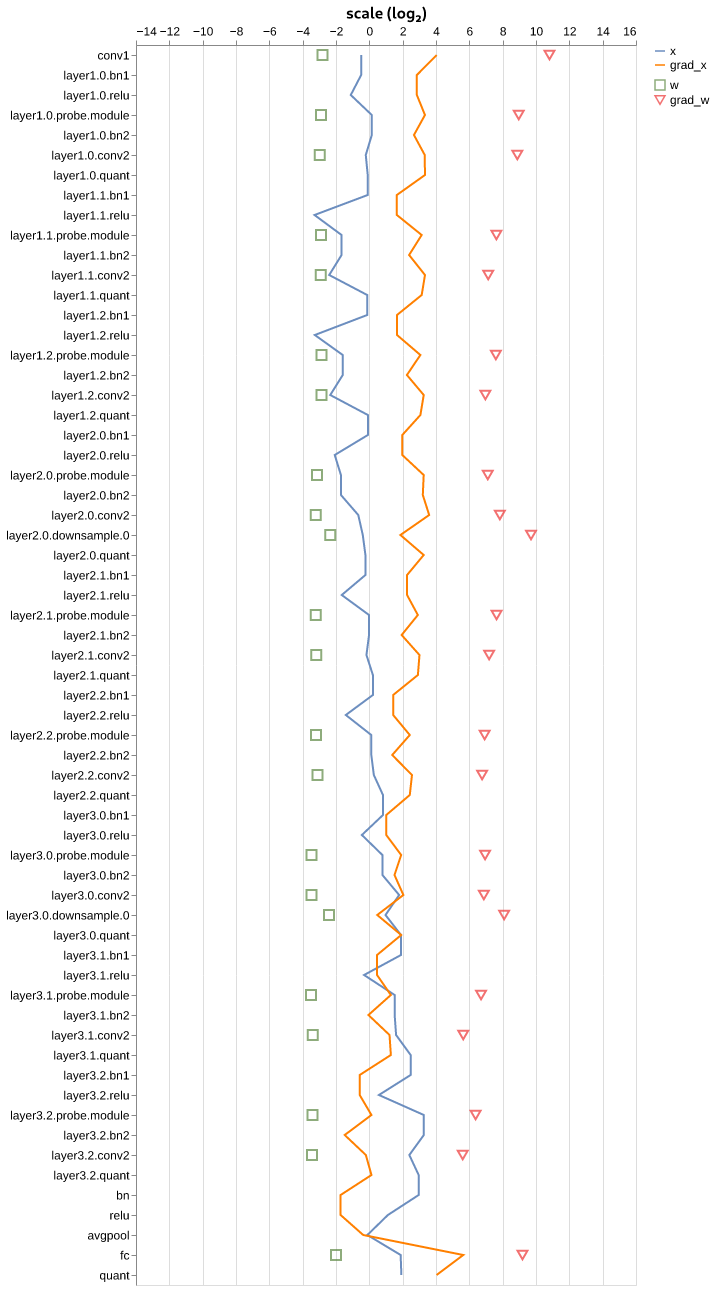 scale (log₂)
−14 −12 −10 −8 −6 −4 −2 0 2 4 6 8 10 12 14 16
x
grad_x
w
grad_w
conv1
layer1.0.bn1
layer1.0.relu
layer1.0.probe.module
layer1.0.bn2
layer1.0.conv2
layer1.0.quant
layer1.1.bn1
layer1.1.relu
layer1.1.probe.module
layer1.1.bn2
layer1.1.conv2
layer1.1.quant
layer1.2.bn1
layer1.2.relu
layer1.2.probe.module
layer1.2.bn2
layer1.2.conv2
layer1.2.quant
layer2.0.bn1
layer2.0.relu
layer2.0.probe.module
layer2.0.bn2
layer2.0.conv2
layer2.0.downsample.0
layer2.0.quant
layer2.1.bn1
layer2.1.relu
layer2.1.probe.module
layer2.1.bn2
layer2.1.conv2
layer2.1.quant
layer2.2.bn1
layer2.2.relu
layer2.2.probe.module
layer2.2.bn2
layer2.2.conv2
layer2.2.quant
layer3.0.bn1
layer3.0.relu
layer3.0.probe.module
layer3.0.bn2
layer3.0.conv2
layer3.0.downsample.0
layer3.0.quant
layer3.1.bn1
layer3.1.relu
layer3.1.probe.module
layer3.1.bn2
layer3.1.conv2
layer3.1.quant
layer3.2.bn1
layer3.2.relu
layer3.2.probe.module
layer3.2.bn2
layer3.2.conv2
layer3.2.quant
bn
relu
avgpool
fc
quant